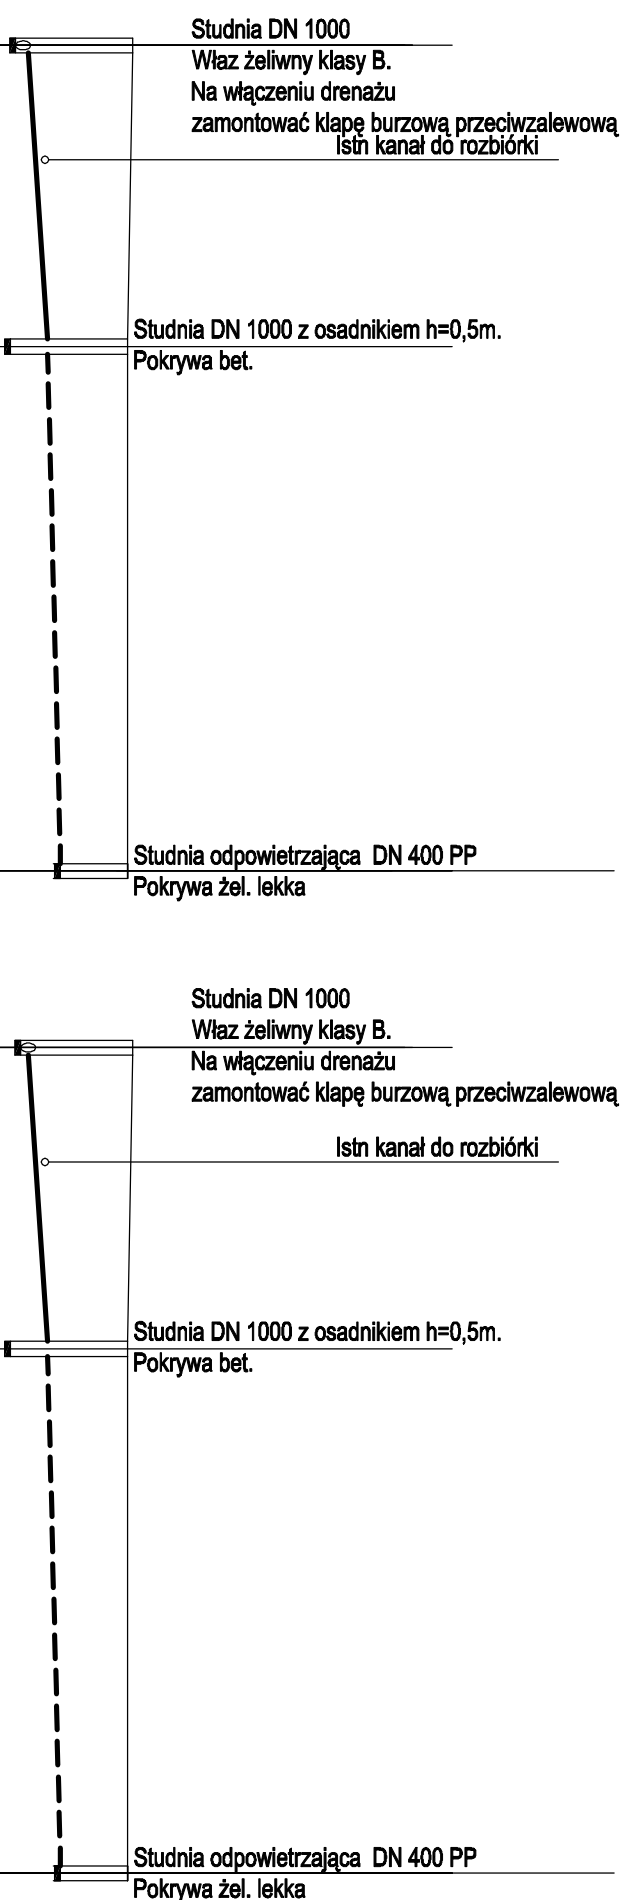 Studnia DN 1000
Właz żeliwny klasy B.
Na włączeniu drenażu
zamontować klapę burzową przeciwzalewową
Istn kanał do rozbiórki
Studnia DN 1000 z osadnikiem h=0,5m.
Pokrywa bet.
Studnia odpowietrzająca DN 400 PP
Pokrywa żel. lekka
Studnia DN 1000
Właz żeliwny klasy B.
Na włączeniu drenażu
zamontować klapę burzową przeciwzalewową
Istn kanał do rozbiórki
Studnia DN 1000 z osadnikiem h=0,5m.
Pokrywa bet.
Studnia odpowietrzająca DN 400 PP
Pokrywa żel. lekka